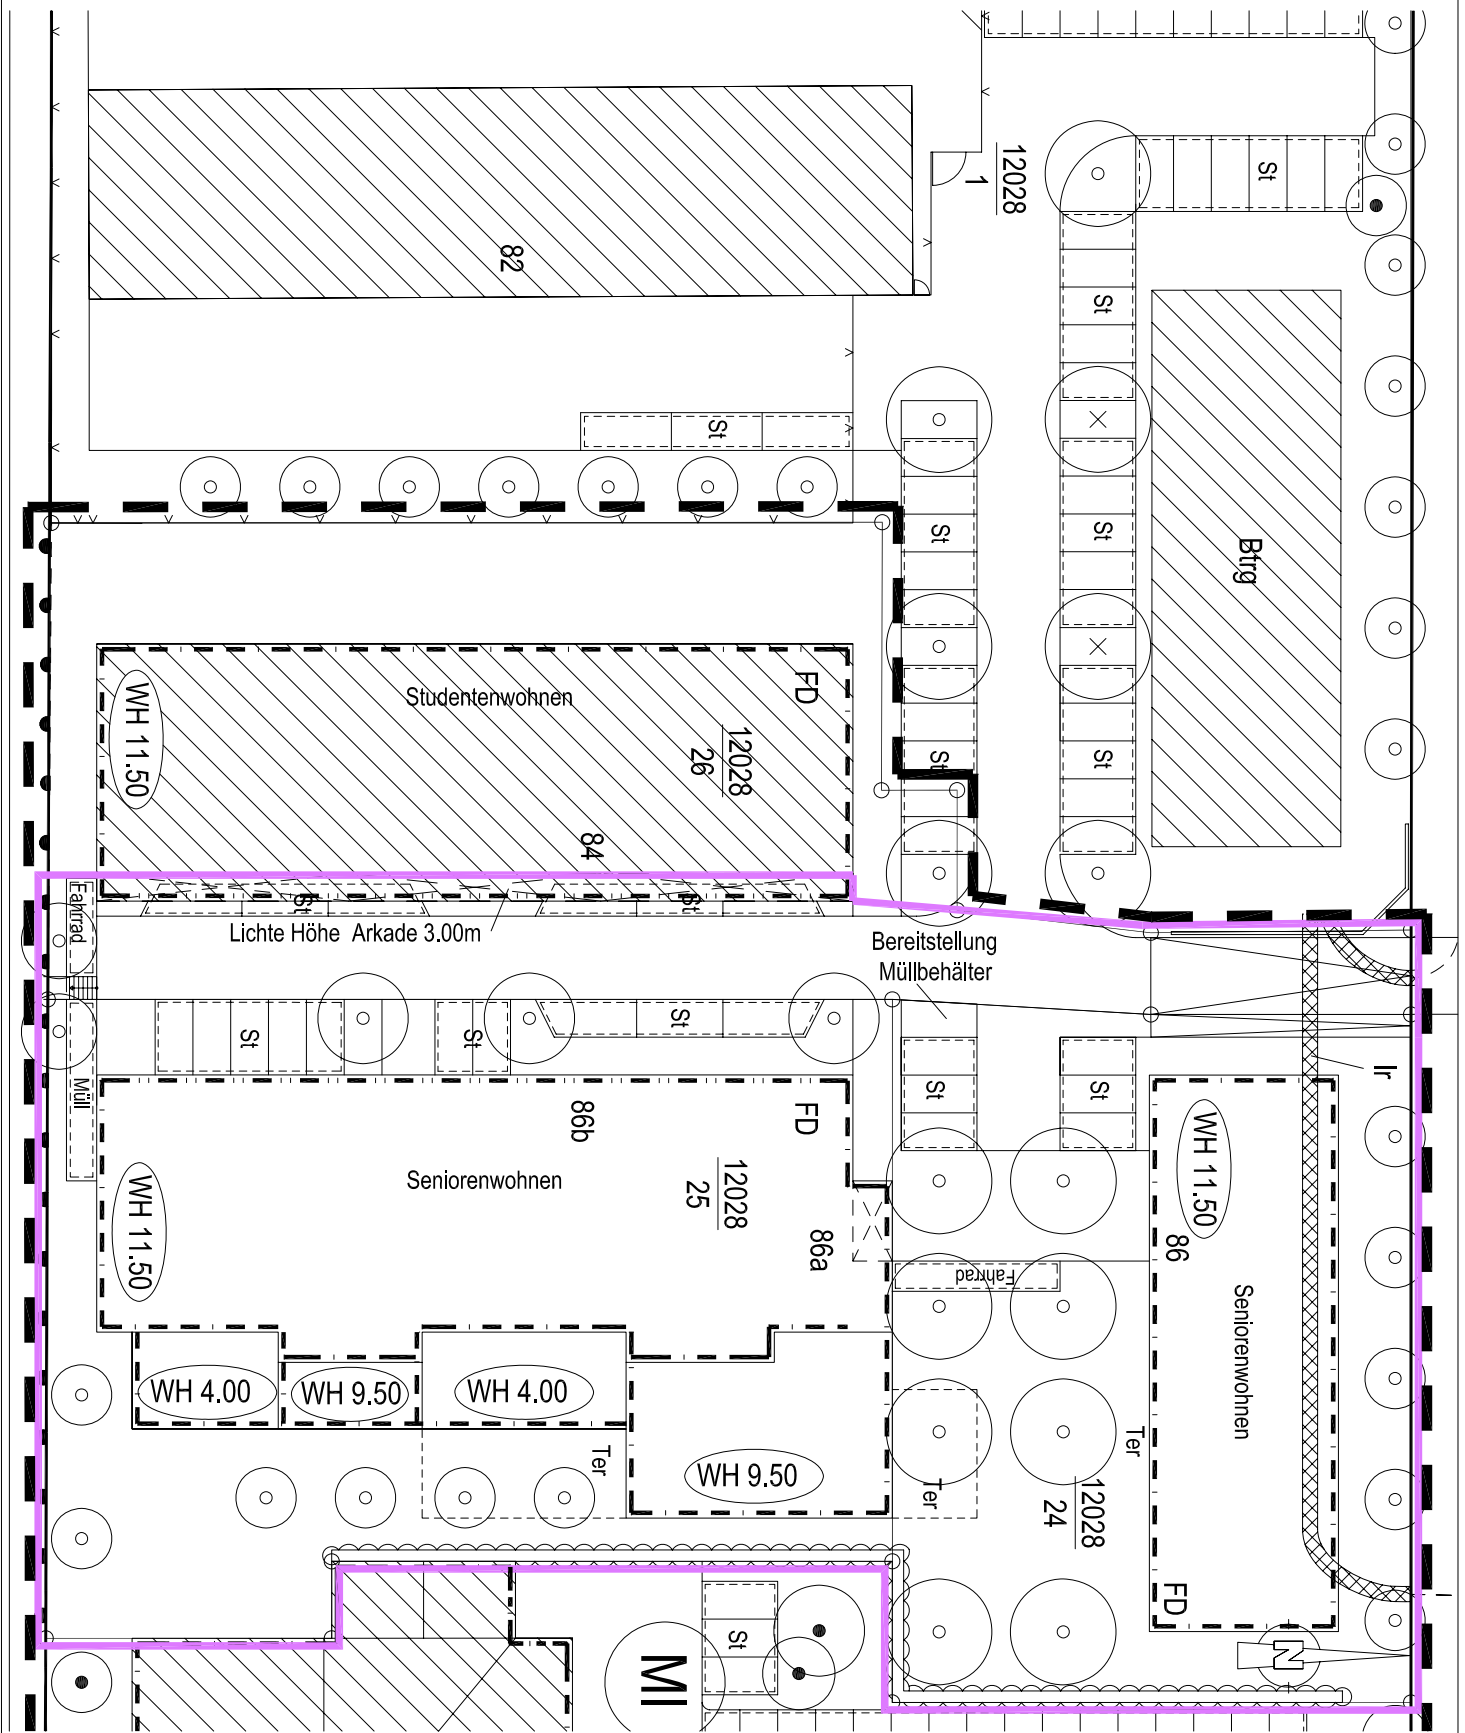 12028
1
St
82
St
St
St
St
Btrg
FD
Studentenwohnen
WH 11.50
12028
26
St
St
84
Fahrrad
St
St
Lichte Höhe Arkade 3.00m
Bereitstellung
Müllbehälter
St
St
St
Müll
St
St
Ir
86b
FD
WH 11.50
Seniorenwohnen
12028
25
WH 11.50
86a
86
Fahrrad
Seniorenwohnen
WH 4.00
WH 9.50
WH 4.00
Ter
Ter
WH 9.50
Ter
12028
24
FD
St
MI
N